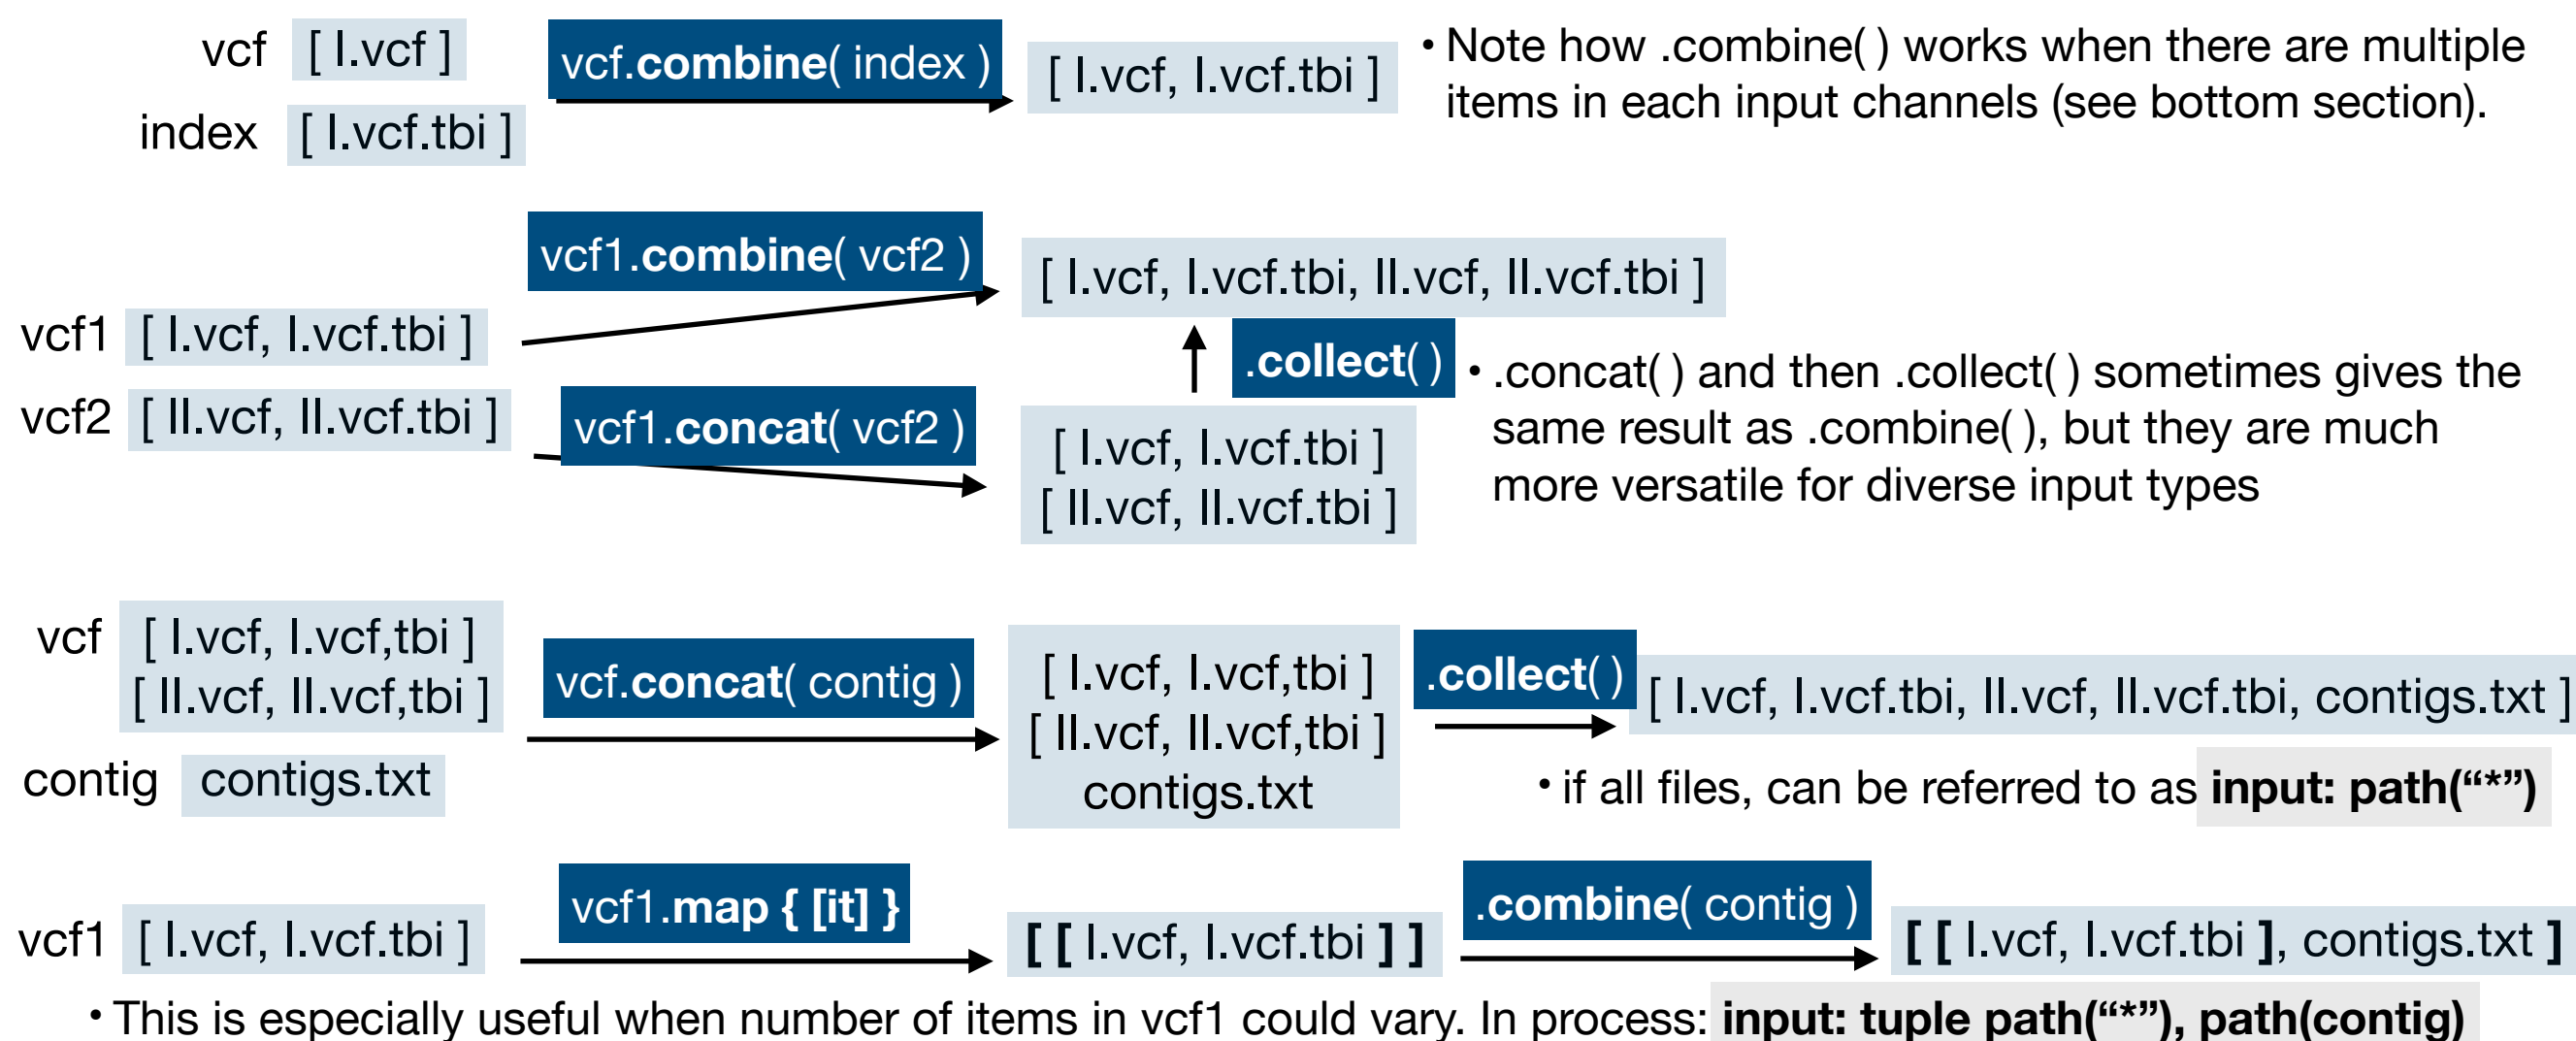 vcf [ I.vcf ]
index [ I.vcf.tbi ]
vcf.combine( index )
[ I.vcf, I.vcf.tbi ]
• Note how .combine( ) works when there are multiple
items in each input channels (see bottom section).
vcf1 [ I.vcf, I.vcf.tbi ]
vcf2 [ II.vcf, II.vcf.tbi ]
vcf1.combine( vcf2 )
[ I.vcf, I.vcf.tbi, II.vcf, II.vcf.tbi ]
vcf1.concat( vcf2 )
[ I.vcf, I.vcf.tbi ]
[ II.vcf, II.vcf.tbi ]
.collect( )
• .concat( ) and then .collect( ) sometimes gives the
same result as .combine( ), but they are much
more versatile for diverse input types
vcf [ I.vcf, I.vcf,tbi ]
[ II.vcf, II.vcf,tbi ]
contig contigs.txt
vcf.concat( contig )
[ I.vcf, I.vcf,tbi ]
[ II.vcf, II.vcf,tbi ]
contigs.txt
.collect( )
[ I.vcf, I.vcf.tbi, II.vcf, II.vcf.tbi, contigs.txt ]
• if all files, can be referred to as input: path(“*”)
vcf1 [ I.vcf, I.vcf.tbi ]
vcf1.map { [it] }
[ [ I.vcf, I.vcf.tbi ] ]
.combine( contig )
[ [ I.vcf, I.vcf.tbi ], contigs.txt ]
• This is especially useful when number of items in vcf1 could vary. In process: input: tuple path(“*”), path(contig)